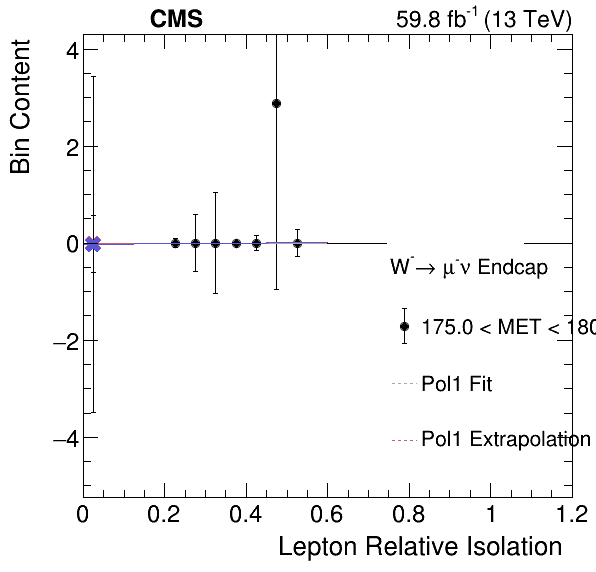 CMS
59.8 fb⁻¹ (13 TeV)
Bin Content
4
2
0
−2
−4
W⁻→ μ⁻ν Endcap
175.0 < MET < 180
Pol1 Fit
Pol1 Extrapolation
0 0.2 0.4 0.6 0.8 1 1.2
Lepton Relative Isolation